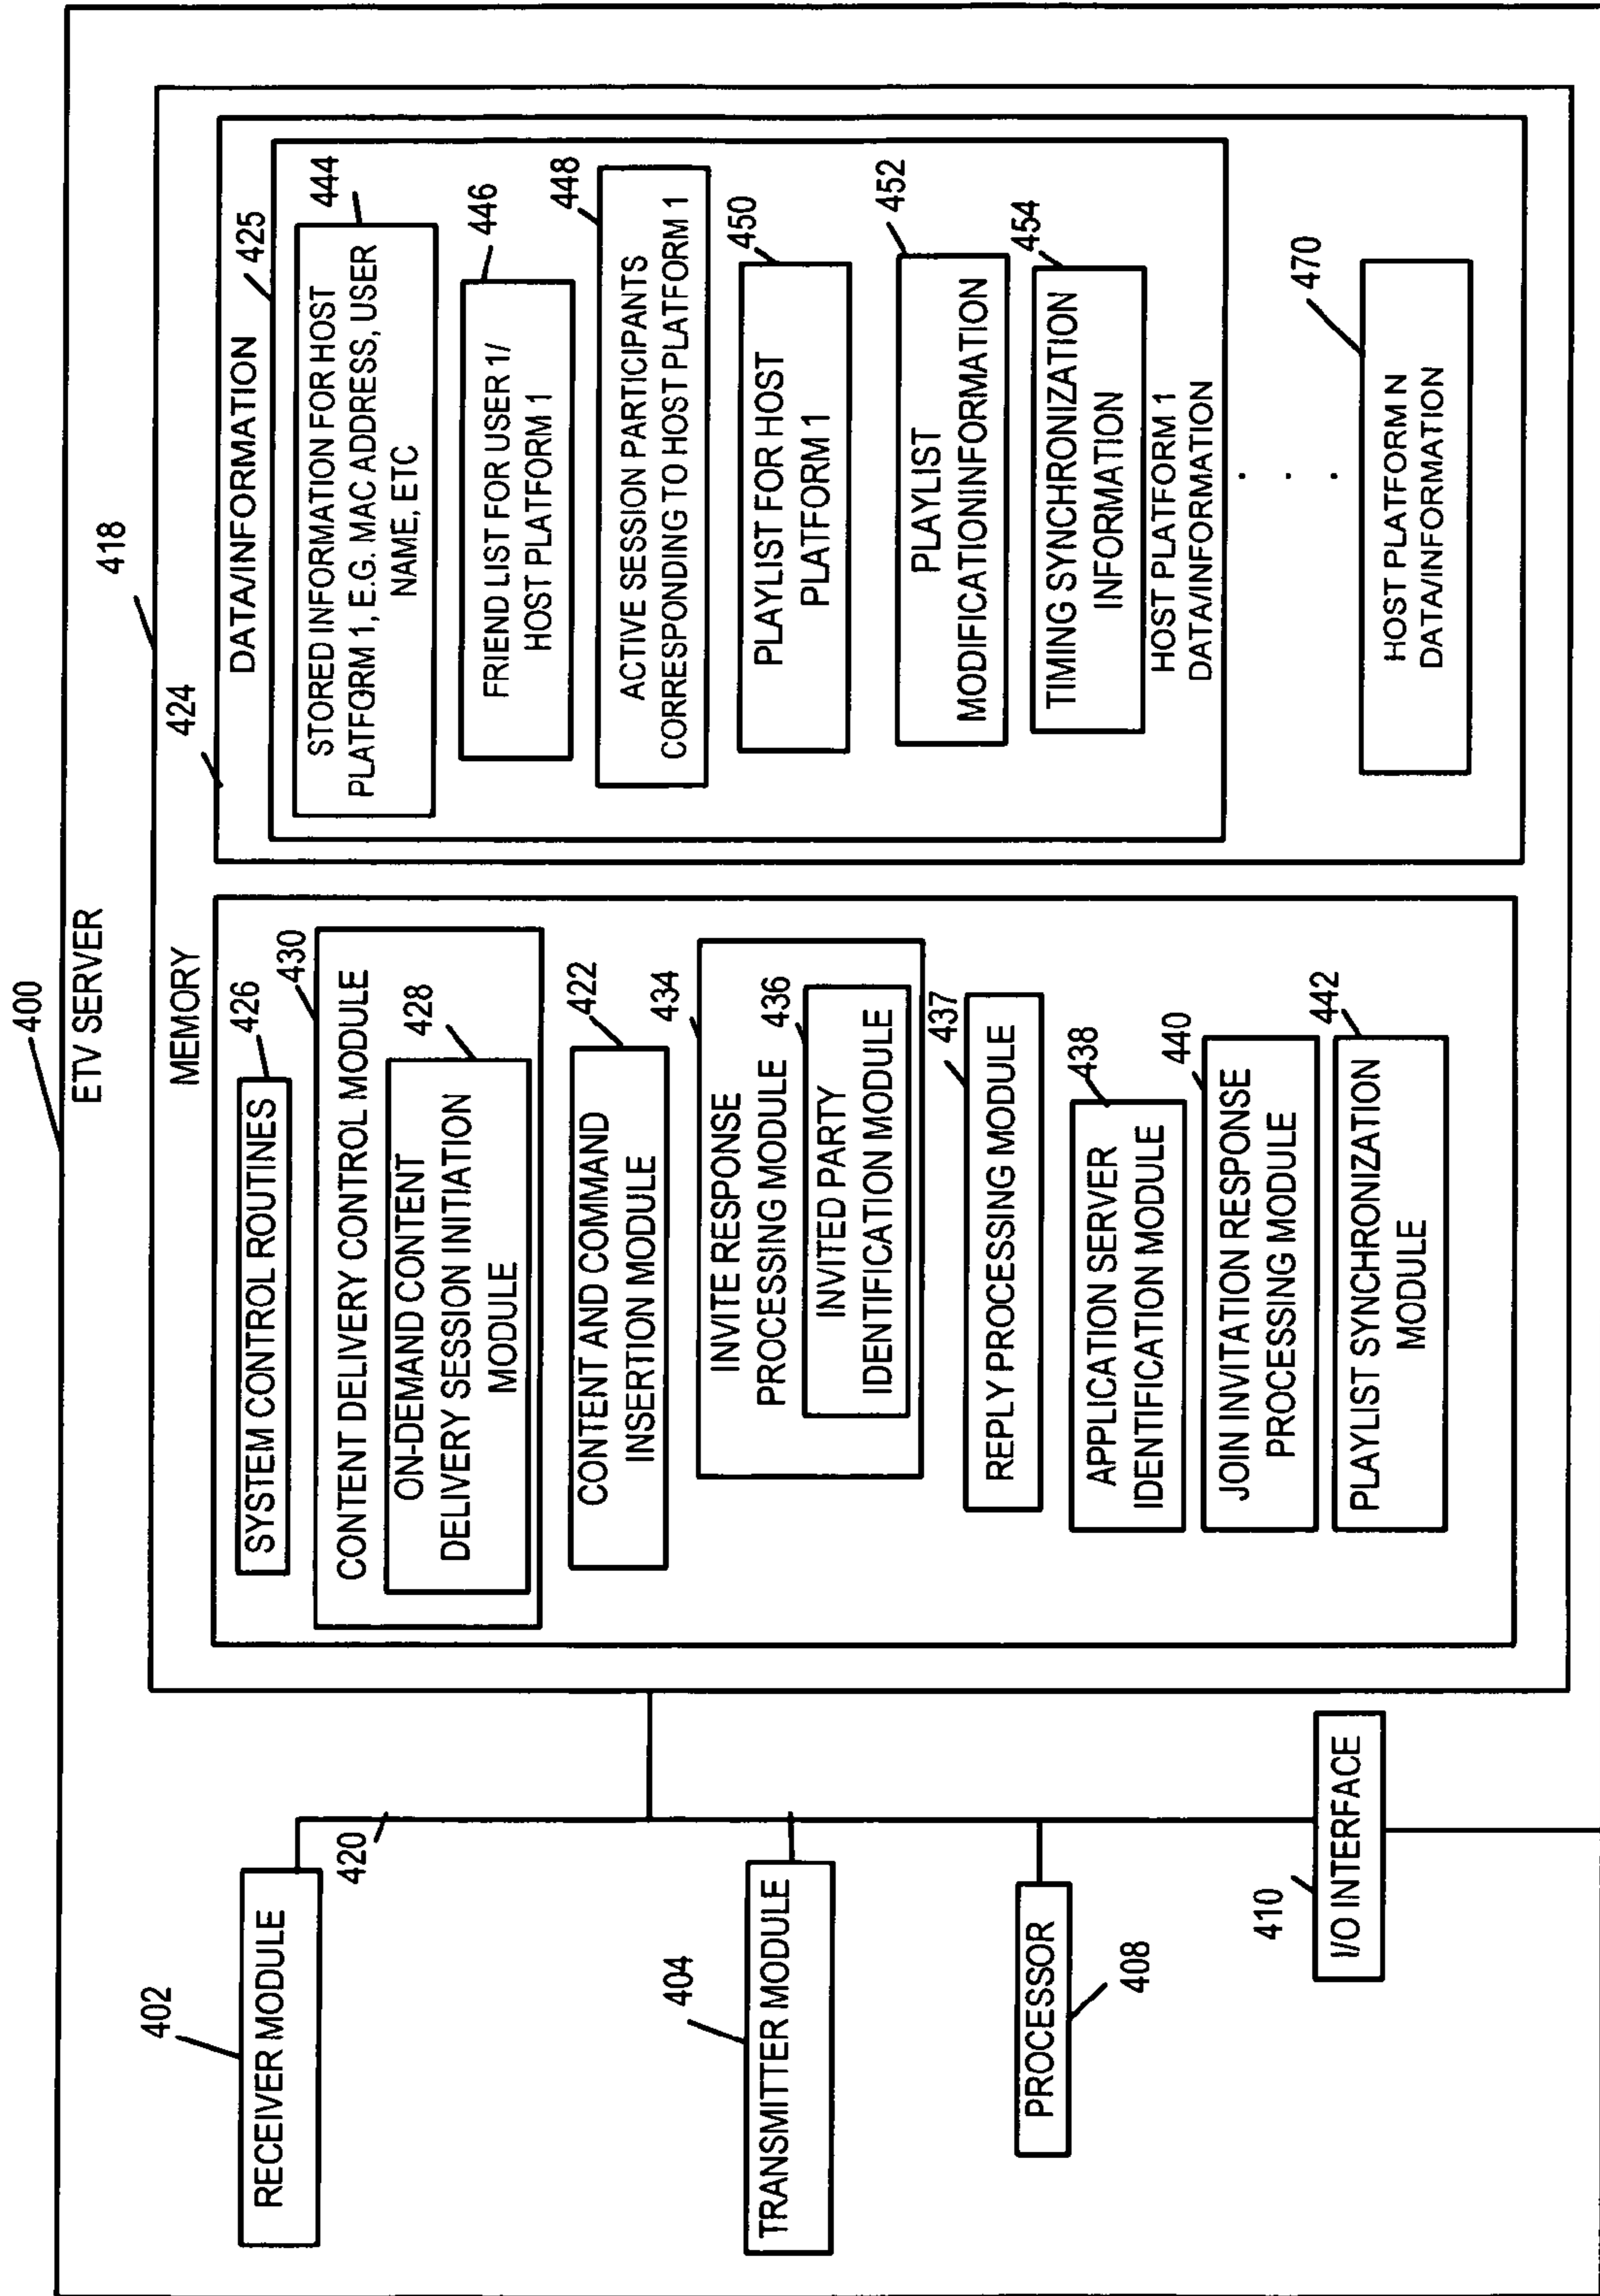 400
ETV SERVER
418
402
RECEIVER MODULE
420
404
TRANSMITTER MODULE
PROCESSOR
408
410
I/O INTERFACE
MEMORY
426
SYSTEM CONTROL ROUTINES
430
CONTENT DELIVERY CONTROL MODULE
428
ON-DEMAND CONTENT
DELIVERY SESSION INITIATION
MODULE
422
CONTENT AND COMMAND
INSERTION MODULE
434
INVITE RESPONSE
PROCESSING MODULE
436
INVITED PARTY
IDENTIFICATION MODULE
437
REPLY PROCESSING MODULE
438
APPLICATION SERVER
IDENTIFICATION MODULE
440
JOIN INVITATION RESPONSE
PROCESSING MODULE
442
PLAYLIST SYNCHRONIZATION
MODULE
424
DATA/INFORMATION
425
444
STORED INFORMATION FOR HOST
PLATFORM 1, E.G. MAC ADDRESS, USER
NAME, ETC
446
FRIEND LIST FOR USER 1/
HOST PLATFORM 1
448
ACTIVE SESSION PARTICIPANTS
CORRESPONDING TO HOST PLATFORM 1
450
PLAYLIST FOR HOST
PLATFORM 1
452
PLAYLIST
MODIFICATIONINFORMATION
454
TIMING SYNCHRONIZATION
INFORMATION
HOST PLATFORM 1
DATA/INFORMATION
. . .
470
HOST PLATFORM N
DATA/INFORMATION